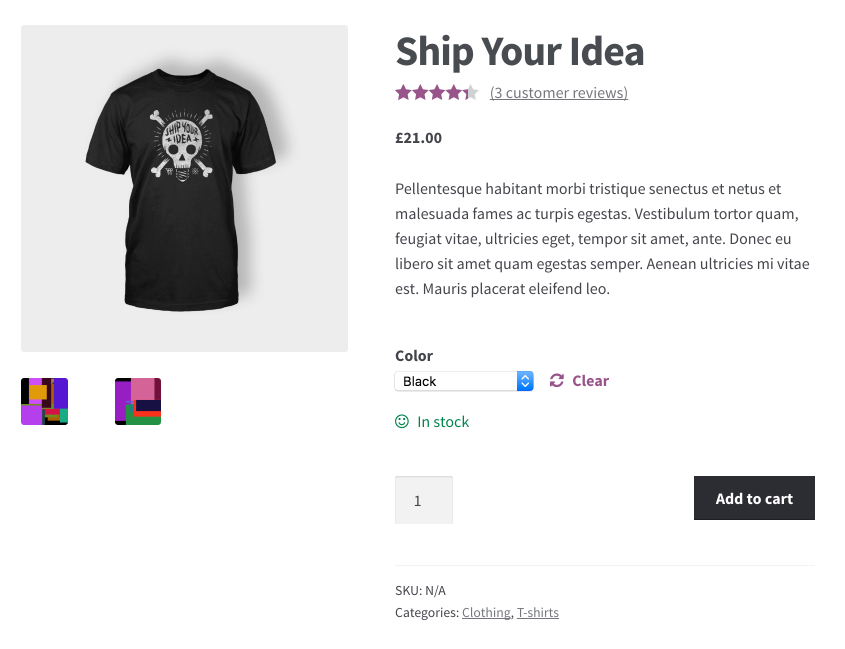 SHIP YOUR
IDEA
Ship Your Idea
(3 customer reviews)
£21.00
Pellentesque habitant morbi tristique senectus et netus et
malesuada fames ac turpis egestas. Vestibulum tortor quam,
feugiat vitae, ultricies eget, tempor sit amet, ante. Donec eu
libero sit amet quam egestas semper. Aenean ultricies mi vitae
est. Mauris placerat eleifend leo.
Color
Black
Clear
In stock
1
Add to cart
SKU: N/A
Categories: Clothing, T-shirts